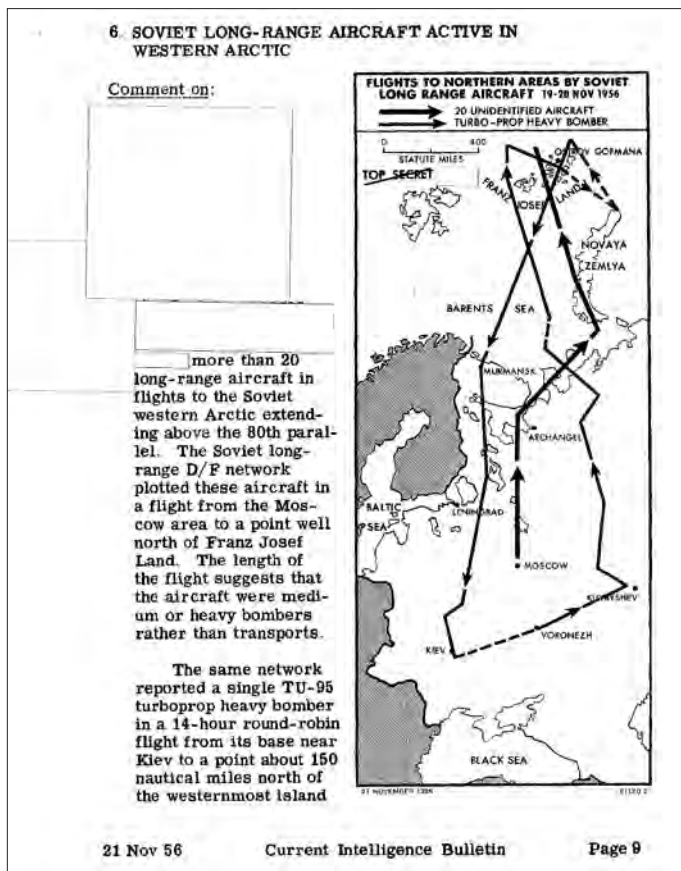 6. SOVIET LONG-RANGE AIRCRAFT ACTIVE IN
WESTERN ARCTIC
Comment on:
more than 20
long-range aircraft in
flights to the Soviet
western Arctic extend-
ing above the 80th paral-
lel. The Soviet long-
range D/F network
plotted these aircraft in
a flight from the Mos-
cow area to a point well
north of Franz Josef
Land. The length of
the flight suggests that
the aircraft were medi-
um or heavy bombers
rather than transports.
The same network
reported a single TU-95
turboprop heavy bomber
in a 14-hour round-robin
flight from its base near
Kiev to a point about 150
nautical miles north of
the westernmost island
FLIGHTS TO NORTHERN AREAS BY SOVIET
LONG RANGE AIRCRAFT 19-20 NOV 1956
20 UNIDENTIFIED AIRCRAFT
TURBO-PROP HEAVY BOMBER
0 400
STATUTE MILES
TOP SECRET
FRANZ
JOSEF
LAND
NOVAYA
ZEMLYA
BARENTS SEA
MURMANSK
ARCHANGEL
BALTIC
SEA
LENINGRAD
MOSCOW
KUIBYSHEV
VORONEZH
KIEV
BLACK SEA
21 NOVEMBER 1956
21 Nov 56 Current Intelligence Bulletin Page 9